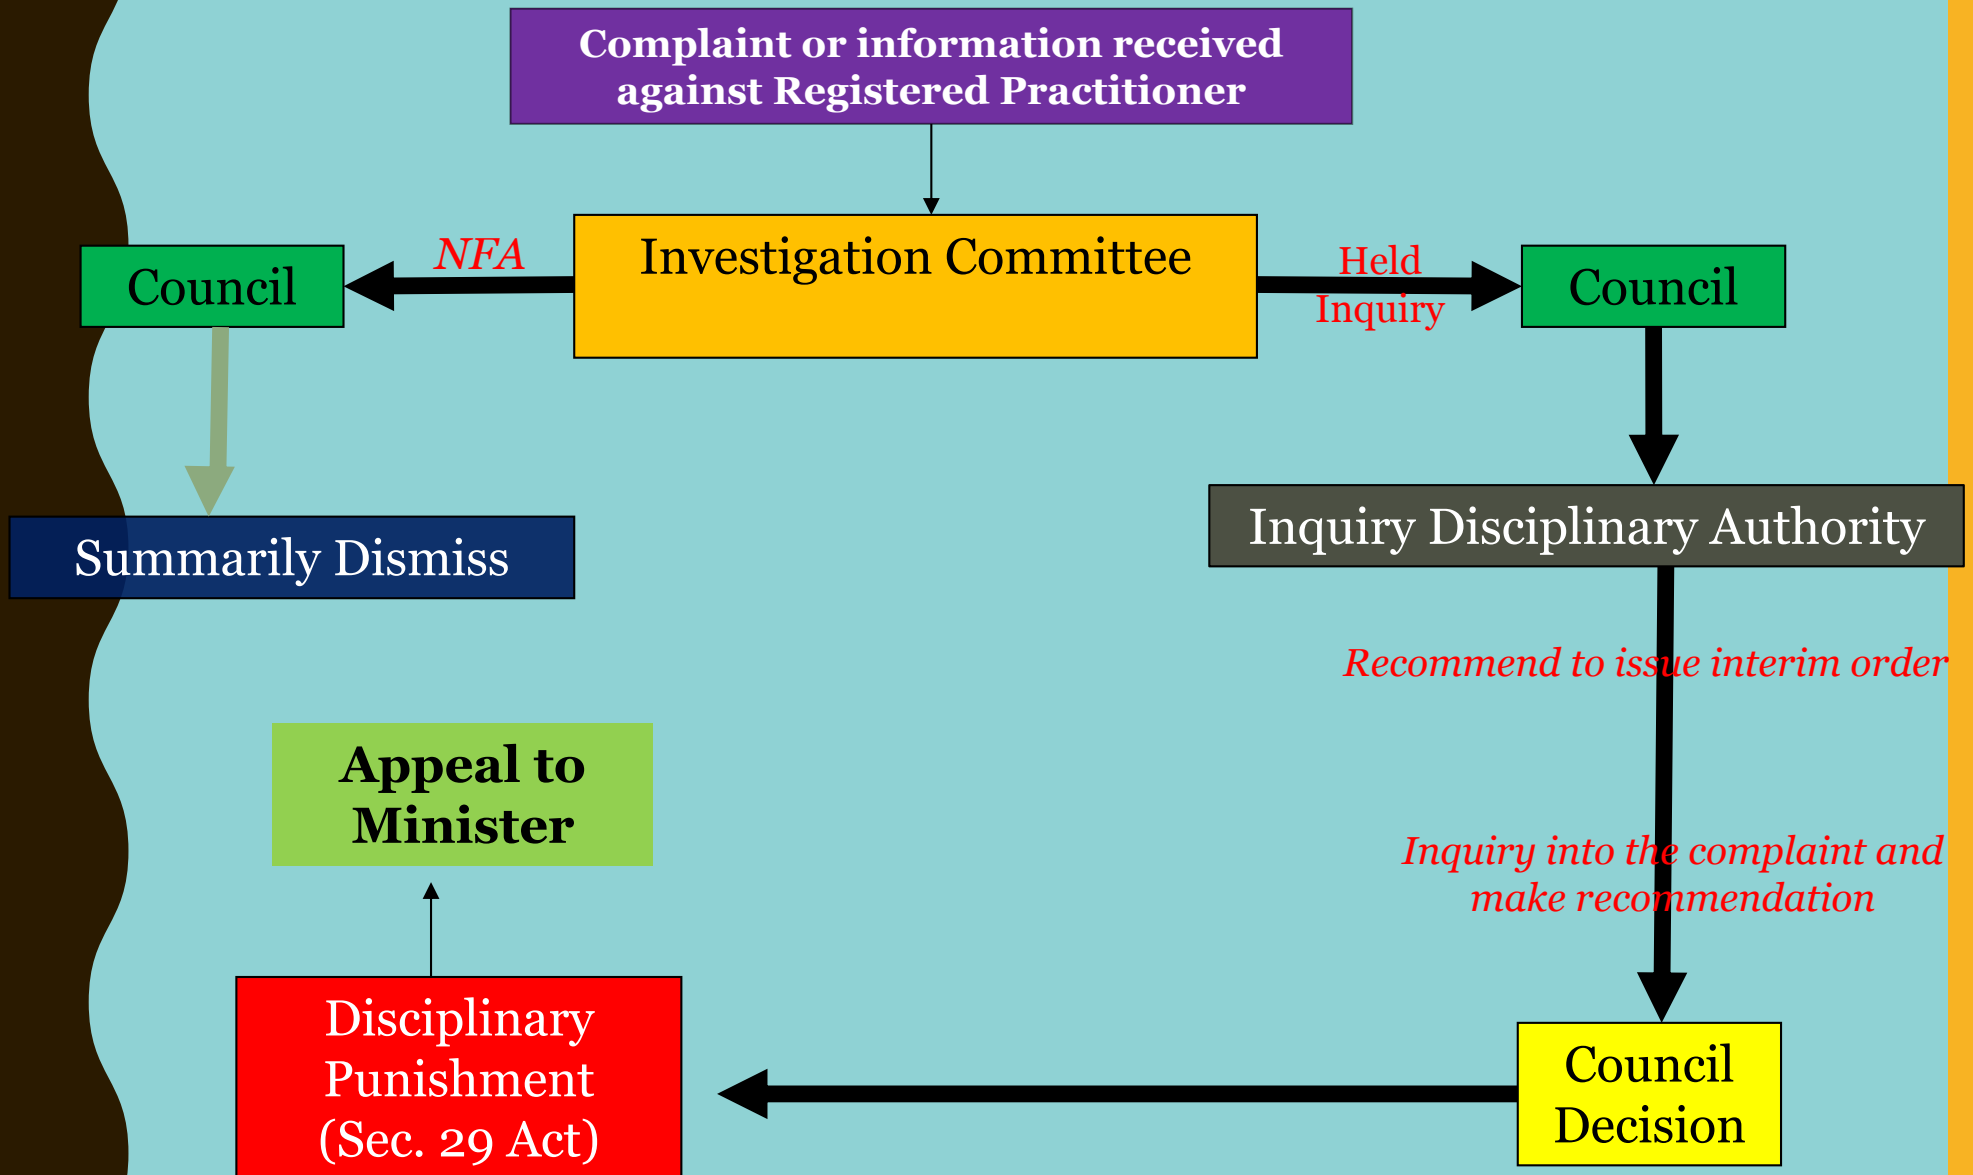 Complaint or information received
against Registered Practitioner
NFA
Investigation Committee
Held
Inquiry
Council
Council
Summarily Dismiss
Inquiry Disciplinary Authority
Recommend to issue interim order
Appeal to
Minister
Inquiry into the complaint and
make recommendation
Disciplinary
Punishment
(Sec. 29 Act)
Council
Decision